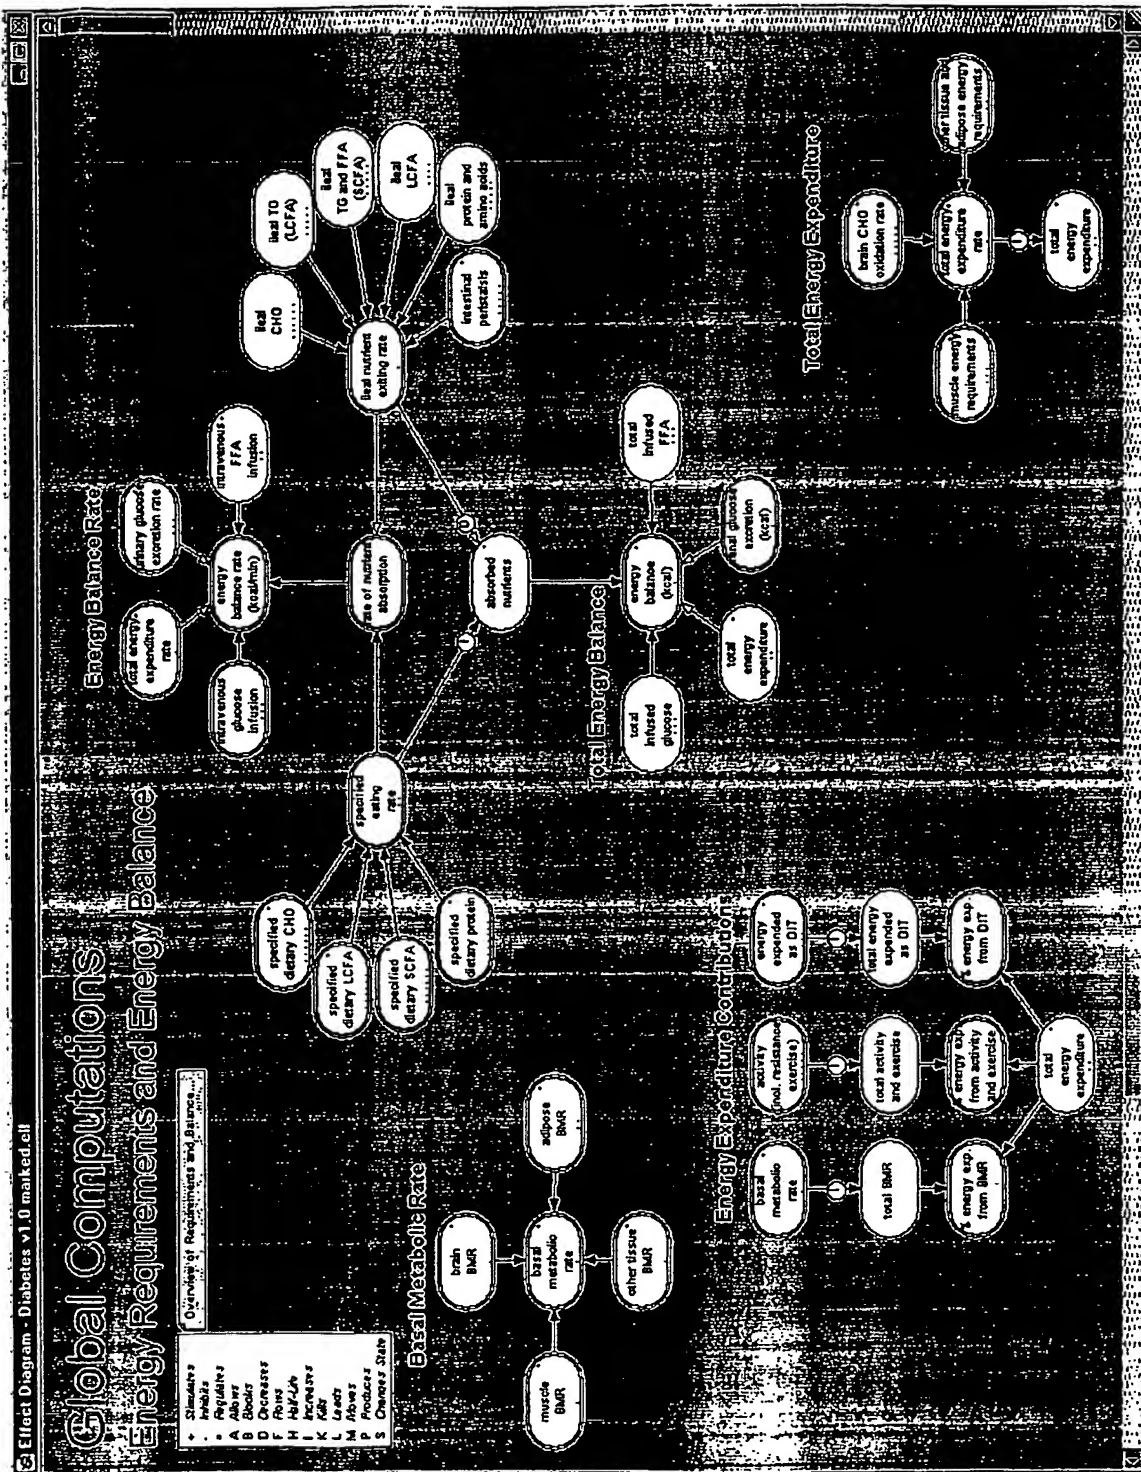 Effect Diagram - Diabetes v1.0 marked.ell
Global Computations
Energy Requirements and Energy Balance
+ Stimulates
- Inhibits
Regulates
A Allows
B Blocks
D Decreases
F Flows
H Half-Life
I Increases
K Kills
L Leads
M Moves
P Produces
S Changes State
Overview of Requirements and Balance...
Basal Metabolic Rate
muscle
BMR
brain
BMR
basal
metabolic
rate
adipose
BMR
other tissue
BMR
specified
dietary CHO
specified
dietary LCFA
specified
dietary SCFA
specified
dietary protein
specified
eating
rate
Energy Balance Rate
total energy
expenditure
rate
urinary glucose
excretion rate
intravenous
glucose
infusion
energy
balance rate
(kcal/min)
intravenous
FFA
infusion
rate of nutrient
absorption
absorbed
nutrients
ileal nutrient
exiting rate
ileal
CHO
ileal TG
(LCFA)
ileal
TG and FFA
(SCFA)
ileal
LCFA
ileal
protein and
amino acids
intestinal
peristalsis
Total Energy Balance
total
infused
glucose
energy
balance
(kcal)
total
infused
FFA
total
energy
expenditure
renal glucose
excretion
(kcal)
Energy Expenditure Contributions
basal
metabolic
rate
activity
(incl. resistance
exercise)
energy
expended
as DIT
total BMR
total activity
and exercise
total energy
expended
as DIT
% energy exp.
from BMR
% energy exp.
from activity
and exercise
% energy exp
from DIT
total
energy
expenditure
Total Energy Expenditure
brain CHO
oxidation rate
muscle energy
requirements
total energy
expenditure
rate
other tissue and
adipose energy
requirements
total
energy
expenditure